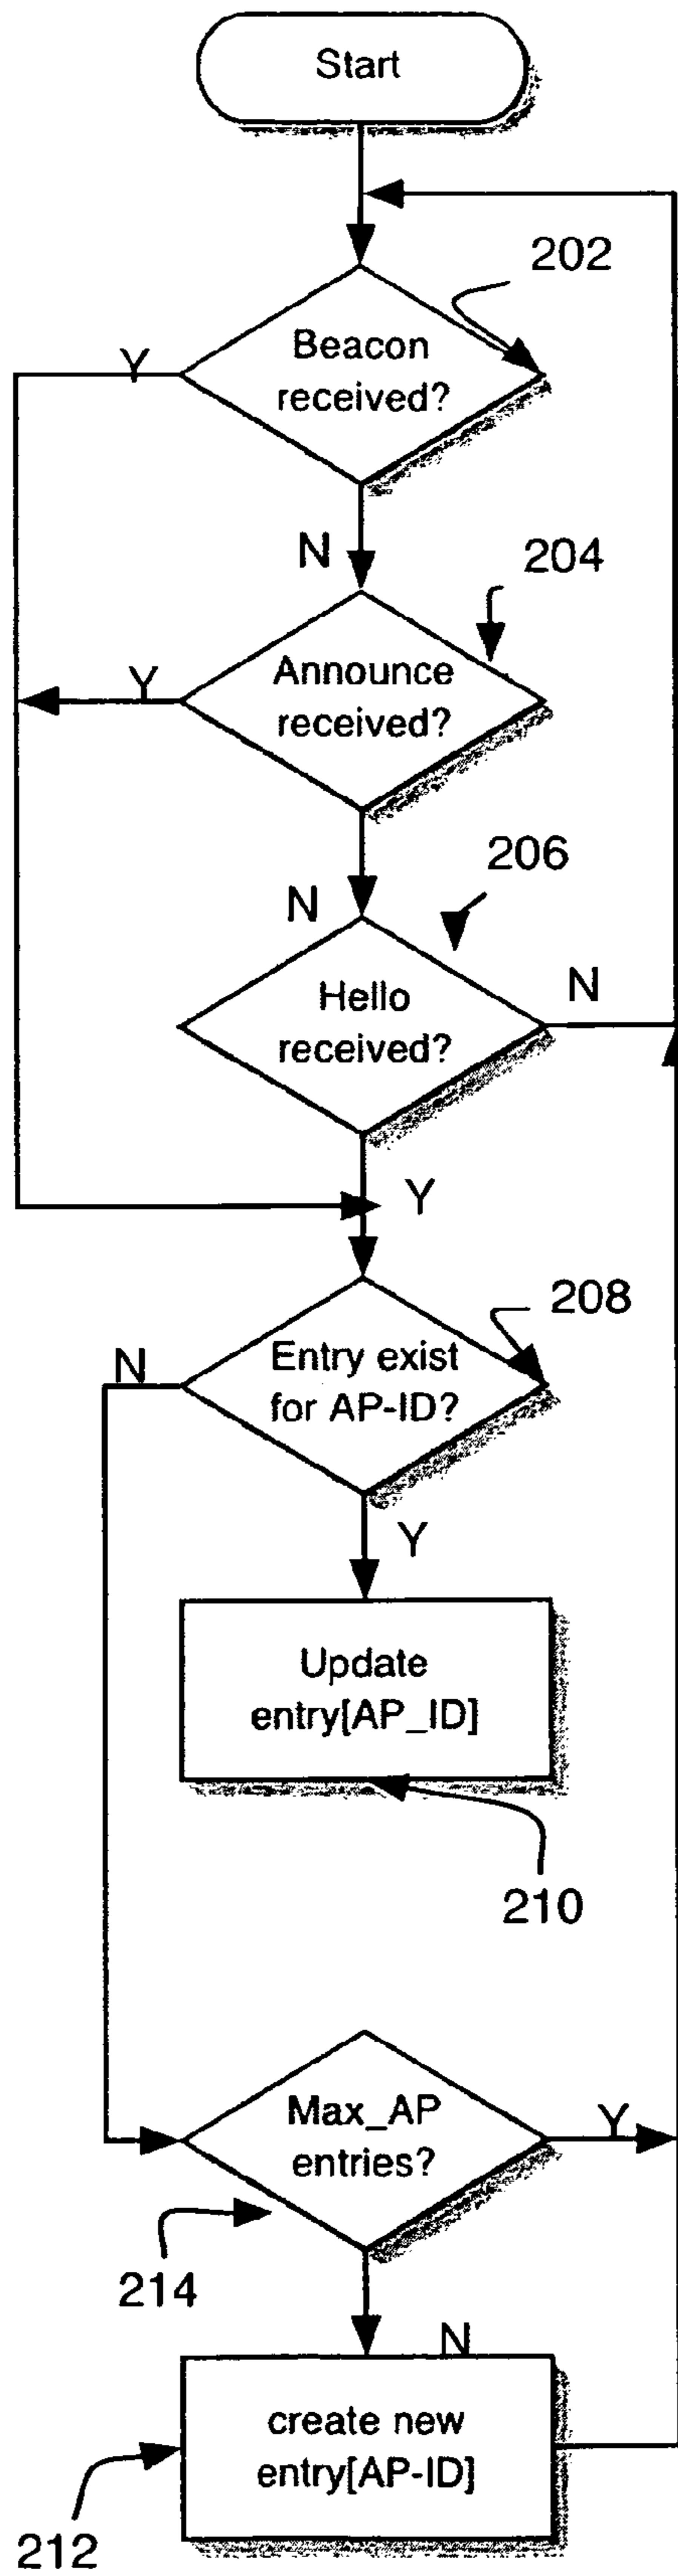 Start
202
Beacon
received?
Y
N
204
Announce
received?
Y
206
N
Hello
received?
N
Y
208
Entry exist
for AP-ID?
N
Y
Update
entry[AP_ID]
210
Max_AP
entries?
Y
214
N
create new
entry[AP-ID]
212